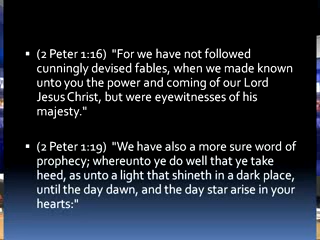 (2 Peter 1:16) "For we have not followed
cunningly devised fables, when we made known
unto you the power and coming of our Lord
Jesus Christ, but were eyewitnesses of his
majesty."
(2 Peter 1:19) "We have also a more sure word of
prophecy; whereunto ye do well that ye take
heed, as unto a light that shineth in a dark place,
until the day dawn, and the day star arise in your
hearts:"